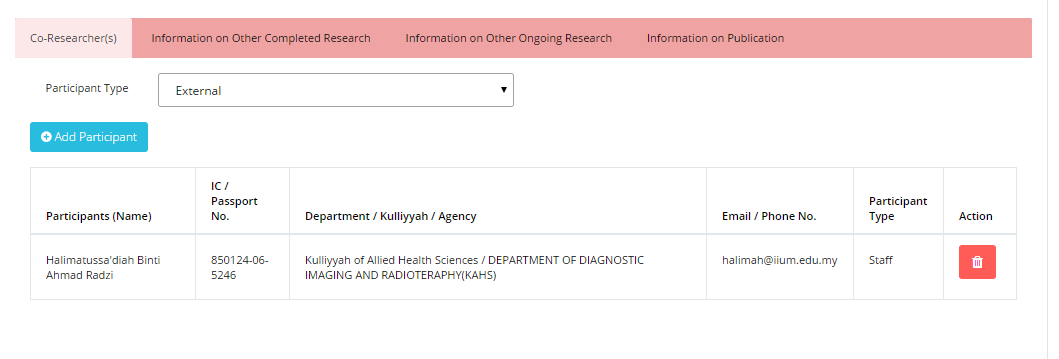 Co-Researcher(s) Information on Other Completed Research Information on Other Ongoing Research Information on Publication
Participant Type External
Add Participant
Participants (Name) IC / Passport No. Department / Kulliyyah / Agency Email / Phone No. Participant Type Action
Halimatussa'diah Binti Ahmad Radzi 850124-06-5246 Kulliyyah of Allied Health Sciences / DEPARTMENT OF DIAGNOSTIC IMAGING AND RADIOTERAPHY(KAHS) halimah@iium.edu.my Staff